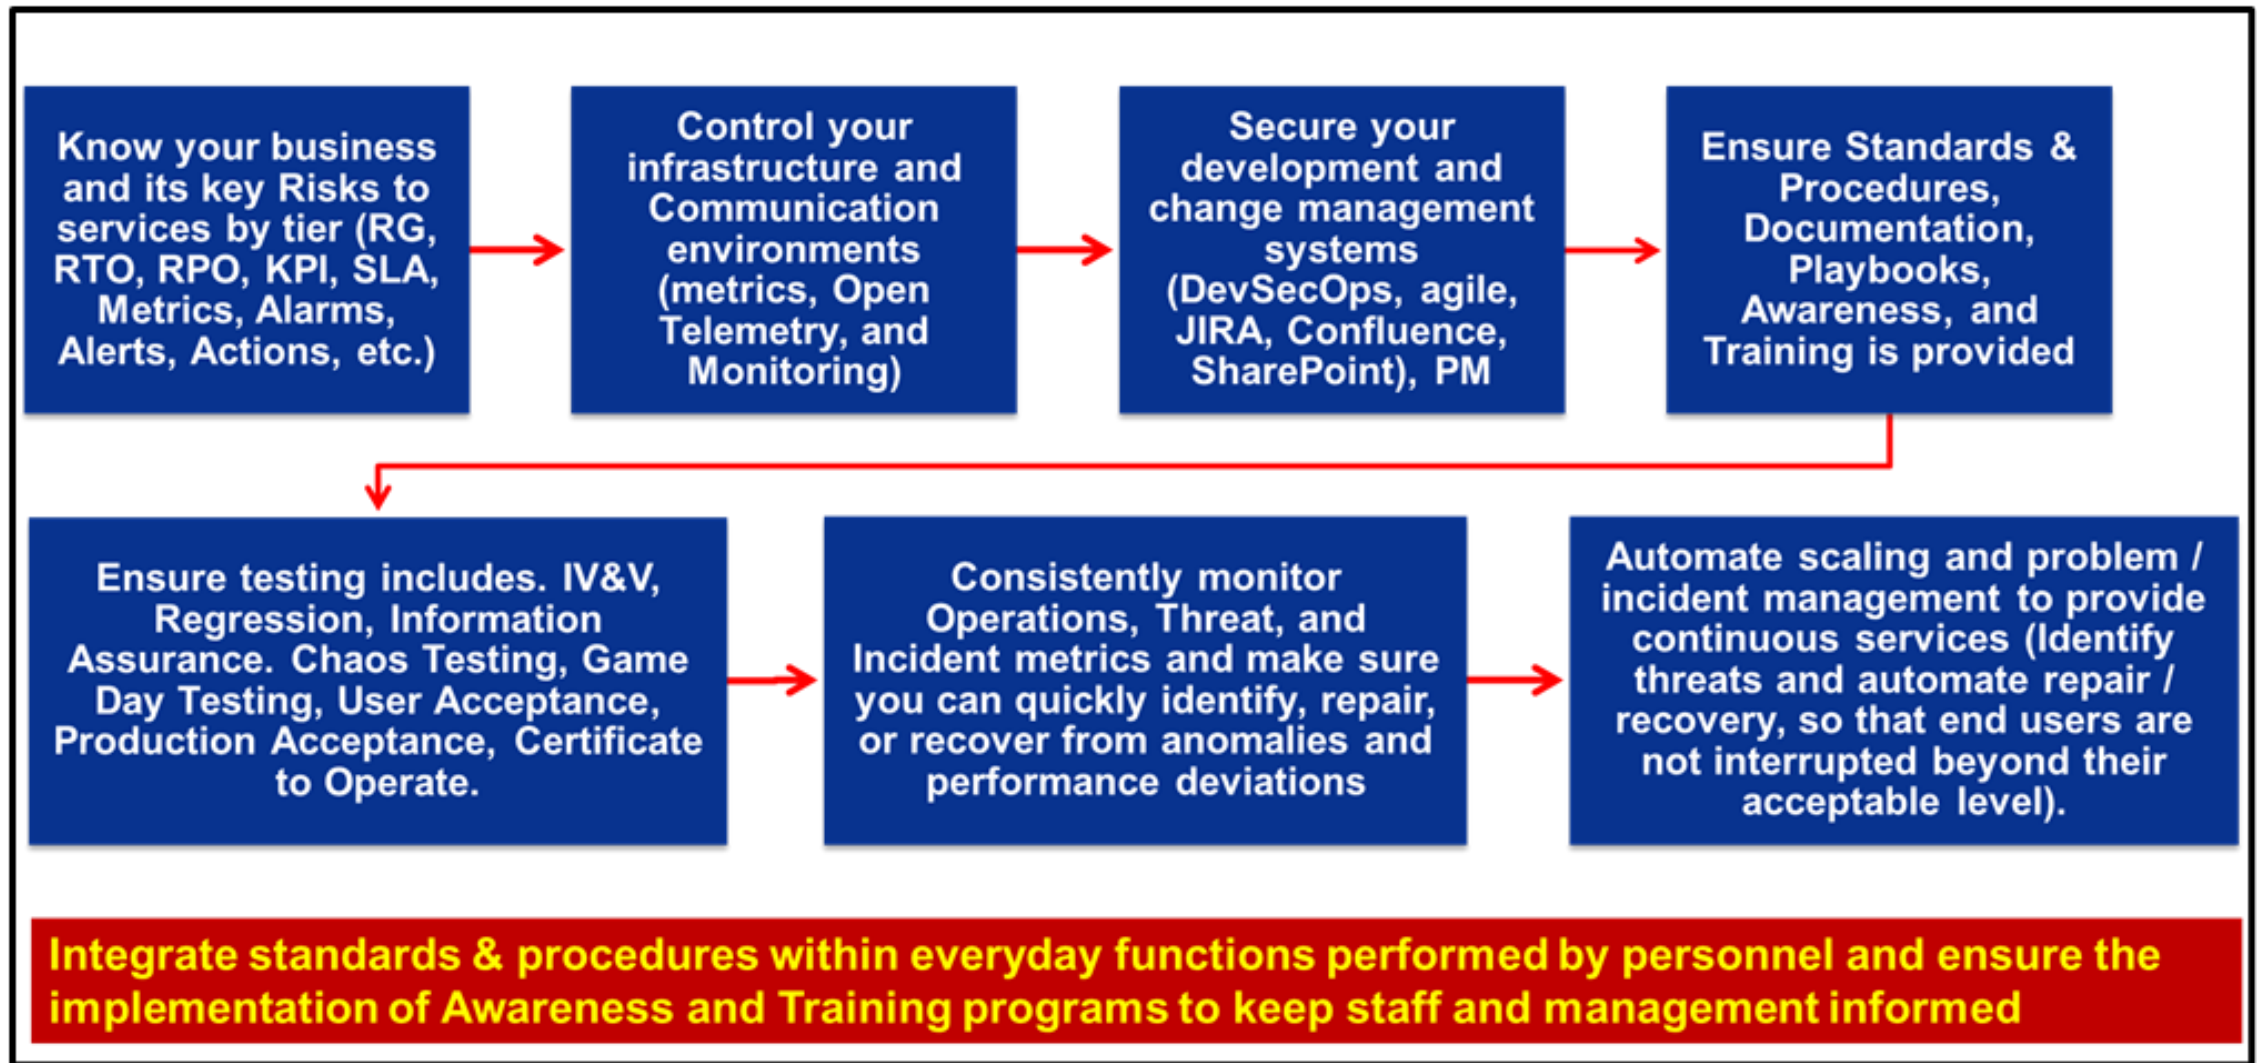 Know your business
and its key Risks to
services by tier (RG,
RTO, RPO, KPI, SLA,
Metrics, Alarms,
Alerts, Actions, etc.)
Control your
infrastructure and
Communication
environments
(metrics, Open
Telemetry, and
Monitoring)
Secure your
development and
change management
systems
(DevSecOps, agile,
JIRA, Confluence,
SharePoint), PM
Ensure Standards &
Procedures,
Documentation,
Playbooks,
Awareness, and
Training is provided
Ensure testing includes. IV&V,
Regression, Information
Assurance. Chaos Testing, Game
Day Testing, User Acceptance,
Production Acceptance, Certificate
to Operate.
Consistently monitor
Operations, Threat, and
Incident metrics and make sure
you can quickly identify, repair,
or recover from anomalies and
performance deviations
Automate scaling and problem /
incident management to provide
continuous services (Identify
threats and automate repair /
recovery, so that end users are
not interrupted beyond their
acceptable level).
Integrate standards & procedures within everyday functions performed by personnel and ensure the
implementation of Awareness and Training programs to keep staff and management informed